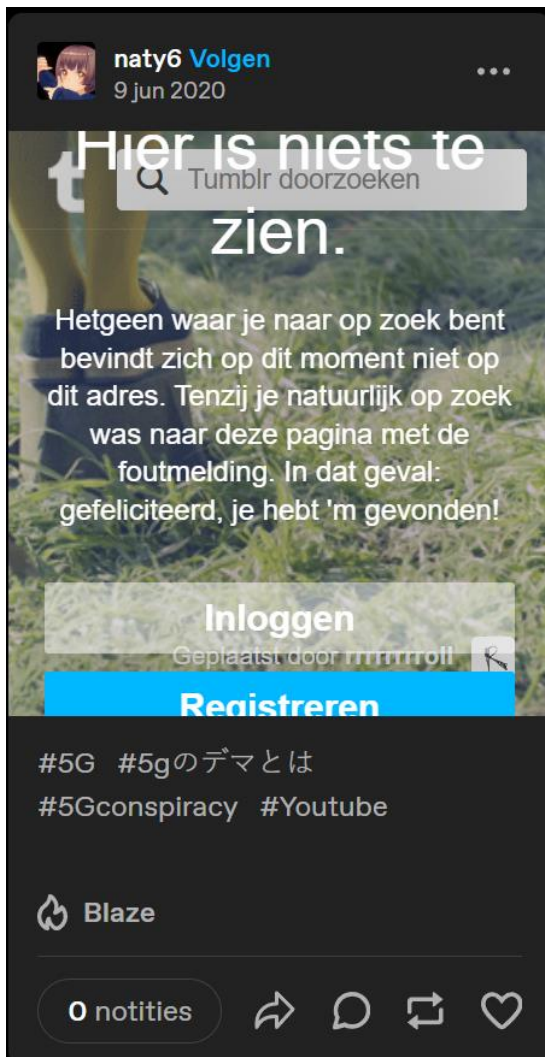 naty6 Volgen
9 jun 2020
Hier is niets te
t
Tumblr doorzoeken
zien.
Hetgeen waar je naar op zoek bent
bevindt zich op dit moment niet op
dit adres. Tenzij je natuurlijk op zoek
was naar deze pagina met de
foutmelding. In dat geval:
gefeliciteerd, je hebt 'm gevonden!
Inloggen
Geplaatst door rrrrrrrroll
Registreren
#5G #5gのデマとは
#5Gconspiracy #Youtube
Blaze
0 notities